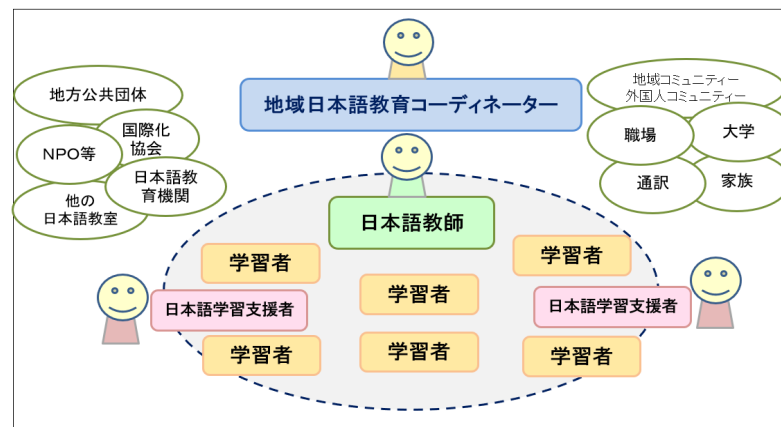 地域日本語教育コーディネーター
地方公共団体
国際化
協会
NPO等
日本語教
育機関
他の
日本語教室
地域コミュニティー
外国人コミュニティー
職場
大学
通訳
家族
日本語教師
学習者
学習者
学習者
日本語学習支援者
日本語学習支援者
学習者
学習者
学習者